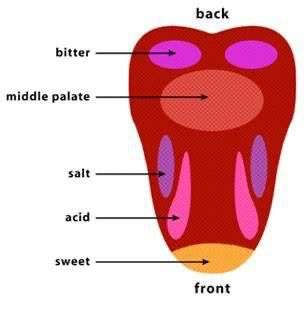 back
bitter
middle palate
salt
acid
sweet
front